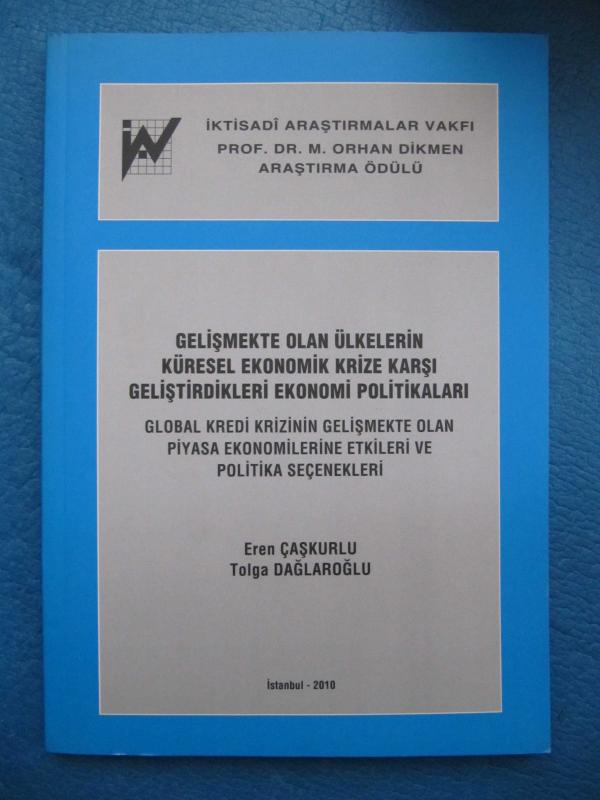 İAV
İKTİSADÎ ARAŞTIRMALAR VAKFI
PROF. DR. M. ORHAN DİKMEN
ARAŞTIRMA ÖDÜLÜ
GELİŞMEKTE OLAN ÜLKELERİN
KÜRESEL EKONOMİK KRİZE KARŞI
GELİŞTİRDİKLERİ EKONOMİ POLİTİKALARI
GLOBAL KREDİ KRİZİNİN GELİŞMEKTE OLAN
PİYASA EKONOMİLERİNE ETKİLERİ VE
POLİTİKA SEÇENEKLERİ
Eren ÇAŞKURLU
Tolga DAĞLAROĞLU
İstanbul - 2010